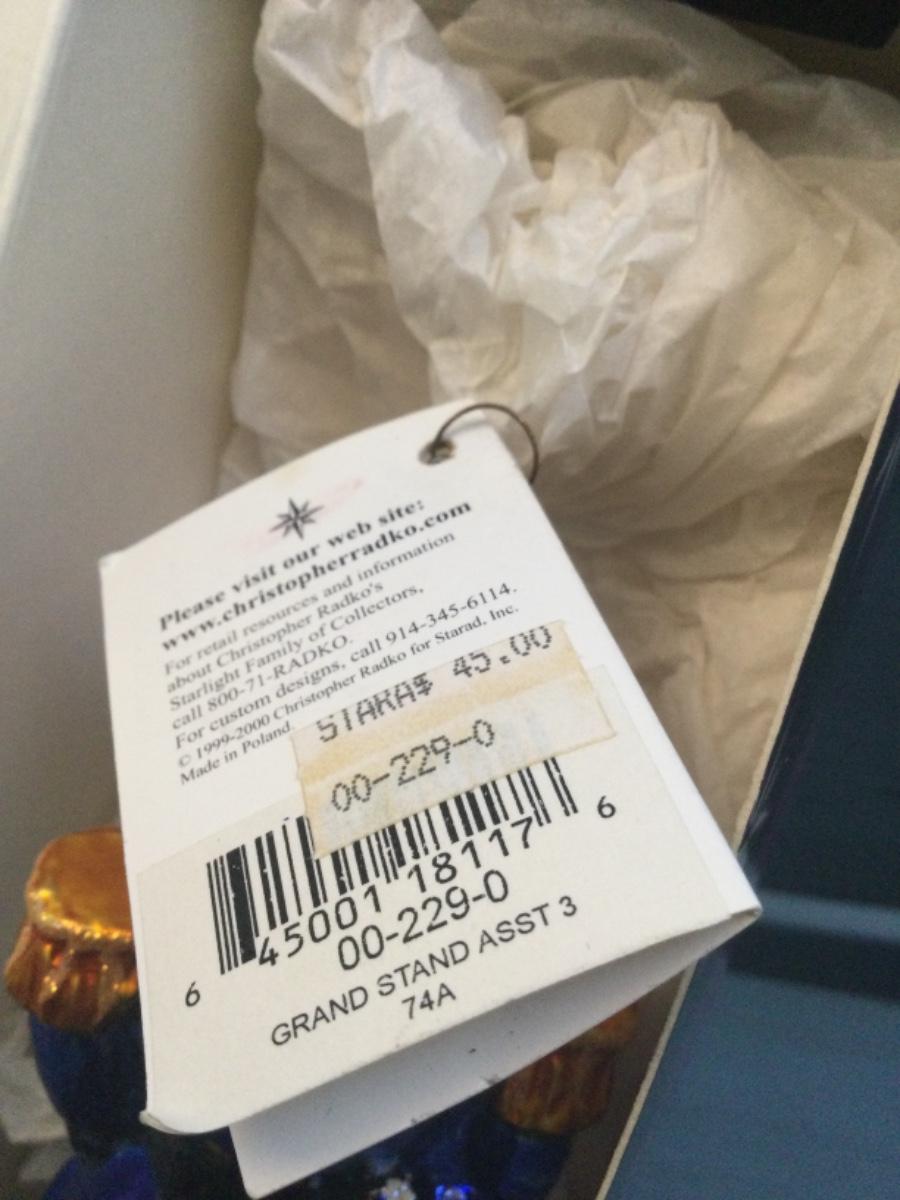 Please visit our web site:
www.christopherradko.com
For retail resources and information
about Christopher Radko's
Starlight Family of Collectors,
call 800-71-RADKO.
For custom designs, call 914-345-6114.
© 1999-2000 Christopher Radko for Starad, Inc.
Made in Poland.
STARA$ 45.00
00-229-0
6 45001 18117 6
00-229-0
GRAND STAND ASST 3
74A